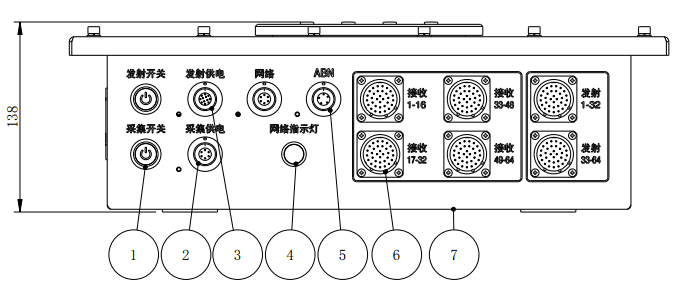 138
发射开关 发射供电 网络 ABN
采集开关 采集供电 网络指示灯
接收
1-16
接收
33-48
发射
1-32
接收
17-32
接收
49-64
发射
33-64
1 2 3 4 5 6 7